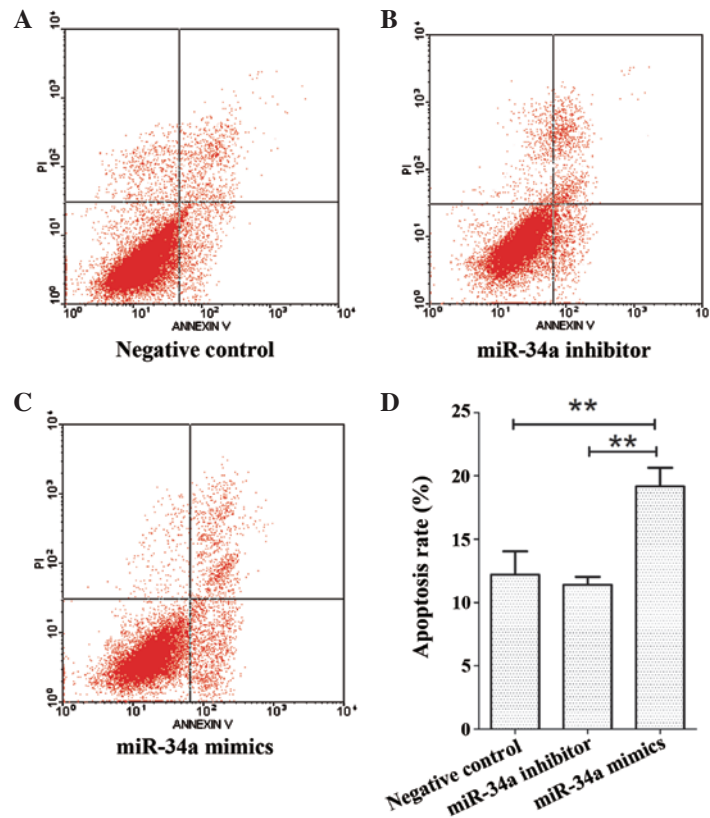 A
PI
10⁰ 10¹ 10² 10³ 10⁴
10⁰ 10¹ 10² 10³ 10⁴
ANNEXIN V
Negative control
B
PI
10⁰ 10¹ 10² 10³ 10⁴
10⁰ 10¹ 10² 10³ 10
ANNEXIN V
miR-34a inhibitor
C
PI
10⁰ 10¹ 10² 10³ 10⁴
10⁰ 10¹ 10² 10³ 10⁴
ANNEXIN V
miR-34a mimics
D
Apoptosis rate (%)
25
20
15
10
5
0
**
**
Negative control
miR-34a inhibitor
miR-34a mimics